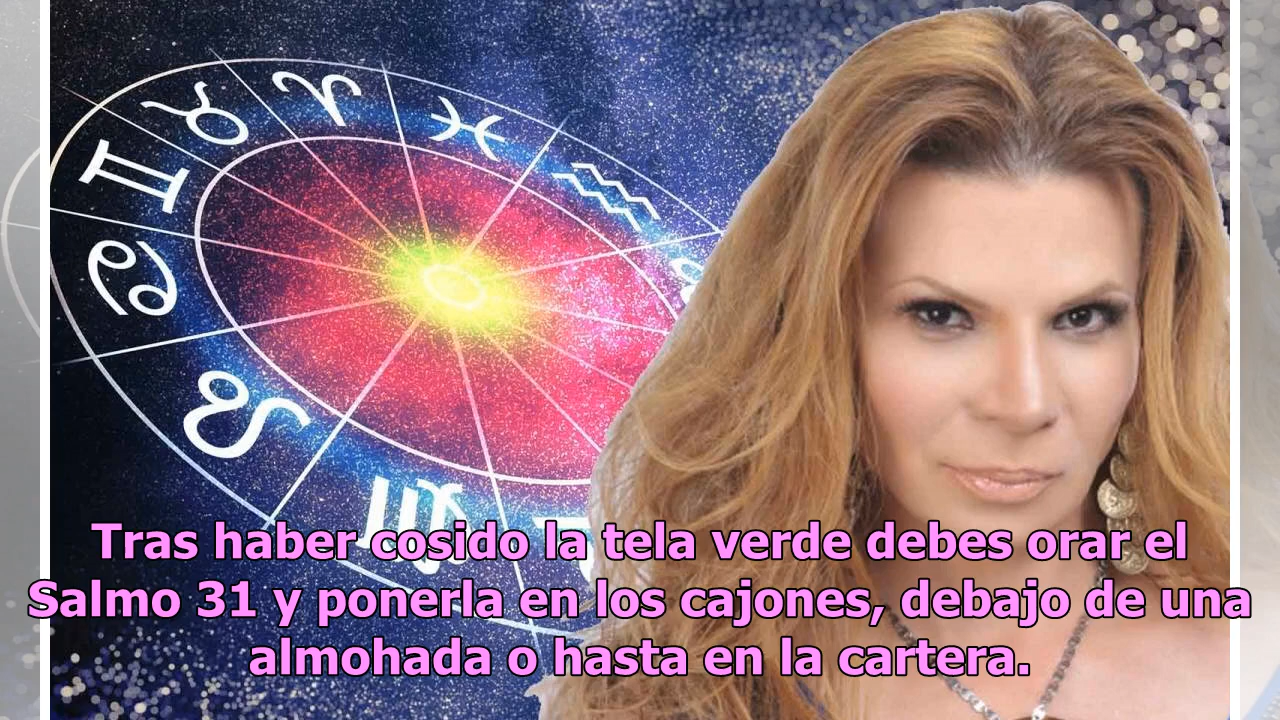 Tras haber cosido la tela verde debes orar el
Salmo 31 y ponerla en los cajones, debajo de una
almohada o hasta en la cartera.